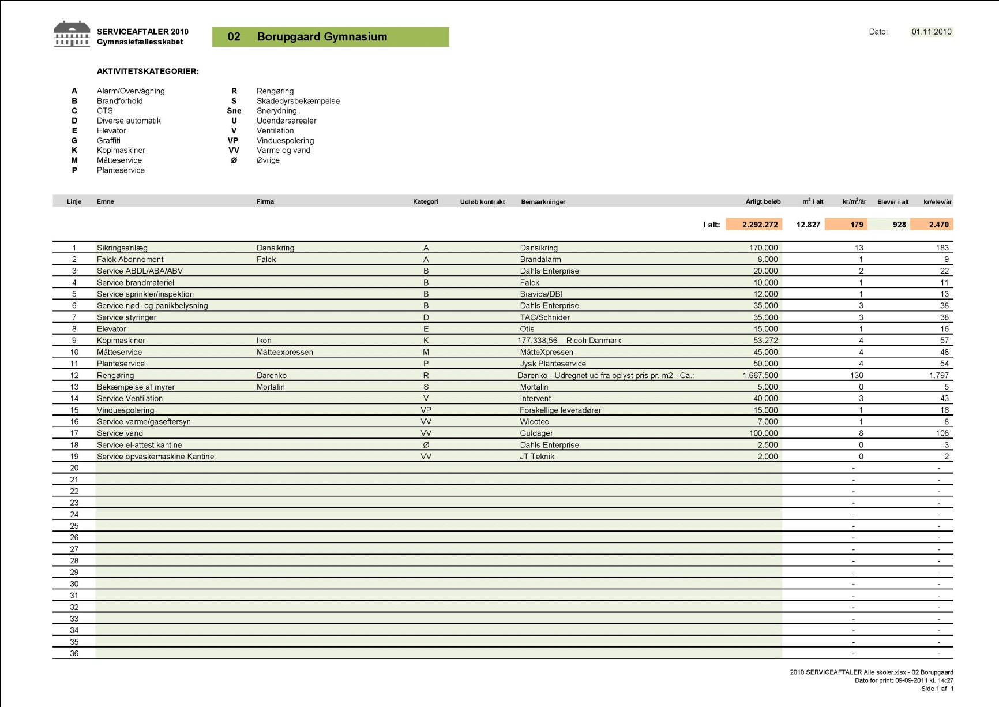 SERVICEAFTALER 2010
Gymnasiefællesskabet
02 Borupgaard Gymnasium
Dato: 01.11.2010
AKTIVITETSKATEGORIER:
A Alarm/Overvågning R Rengøring
B Brandforhold S Skadedyrsbekæmpelse
C CTS Sne Snerydning
D Diverse automatik U Udendørsarealer
E Elevator V Ventilation
G Graffiti VP Vinduespolering
K Kopimaskiner VV Varme og vand
M Måtteservice Ø Øvrige
P Planteservice
Linje Emne Firma Kategori Udløb kontrakt Bemærkninger Årligt beløb m² i alt kr/m²/år Elever i alt kr/elev/år
I alt: 2.292.272 12.827 179 928 2.470
1 Sikringsanlæg Dansikring A Dansikring 170.000 13 183
2 Falck Abonnement Falck A Brandalarm 8.000 1 9
3 Service ABDL/ABA/ABV B Dahls Enterprise 20.000 2 22
4 Service brandmateriel B Falck 10.000 1 11
5 Service sprinkler/inspektion B Bravida/DBI 12.000 1 13
6 Service nød- og panikbelysning B Dahls Enterprise 35.000 3 38
7 Service styringer D TAC/Schnider 35.000 3 38
8 Elevator E Otis 15.000 1 16
9 Kopimaskiner Ikon K 177.338,56 Ricoh Danmark 53.272 4 57
10 Måtteservice Måtteexpressen M MåtteXpressen 45.000 4 48
11 Planteservice P Jysk Planteservice 50.000 4 54
12 Rengøring Darenko R Darenko - Udregnet ud fra oplyst pris pr. m2 - Ca.: 1.667.500 130 1.797
13 Bekæmpelse af myrer Mortalin S Mortalin 5.000 0 5
14 Service Ventilation V Intervent 40.000 3 43
15 Vinduespolering VP Forskellige leveradører 15.000 1 16
16 Service varme/gaseftersyn VV Wicotec 7.000 1 8
17 Service vand VV Guldager 100.000 8 108
18 Service el-attest kantine Ø Dahls Enterprise 2.500 0 3
19 Service opvaskemaskine Kantine VV JT Teknik 2.000 0 2
20 - -
21 - -
22 - -
23 - -
24 - -
25 - -
26 - -
27 - -
28 - -
29 - -
30 - -
31 - -
32 - -
33 - -
34 - -
35 - -
36 - -
2010 SERVICEAFTALER Alle skoler.xlsx - 02 Borupgaard
Dato for print: 09-09-2011 kl. 14:27
Side 1 af 1